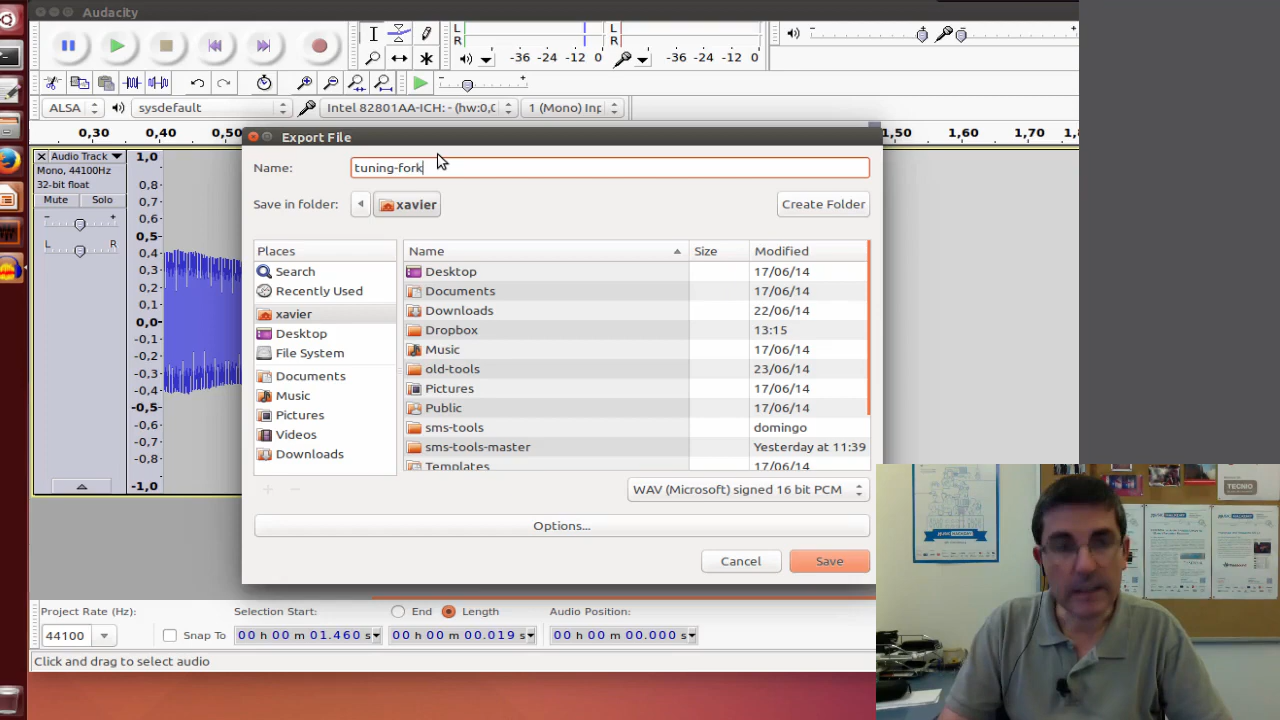 Audacity
L
R
-36 -24 -12 0
L
R
-36 -24 -12 0
ALSA
sysdefault
Intel 82801AA-ICH: - (hw:0,0
1 (Mono) Inp
0,30 0,40 0,50
1,50 1,60 1,70 1,8
Audio Track
Mono, 44100Hz
32-bit float
Mute Solo
- +
L R
1,0
0,8
0,7
0,6
0,5
0,4
0,3
0,2
0,1
0,0
-0,1
-0,2
-0,3
-0,4
-0,5
-0,6
-0,7
-0,8
-1,0
Export File
Name: tuning-fork
Save in folder: xavier
Create Folder
Places
Search
Recently Used
xavier
Desktop
File System
Documents
Music
Pictures
Videos
Downloads
Name Size Modified
Desktop 17/06/14
Documents 17/06/14
Downloads 22/06/14
Dropbox 13:15
Music 17/06/14
old-tools 23/06/14
Pictures 17/06/14
Public 17/06/14
sms-tools domingo
sms-tools-master Yesterday at 11:39
Templates 17/06/14
WAV (Microsoft) signed 16 bit PCM
Options...
Cancel Save
Project Rate (Hz): Selection Start: End Length Audio Position:
44100 Snap To 00 h 00 m 01.460 s 00 h 00 m 00.019 s 00 h 00 m 00.000 s
Click and drag to select audio
TECNIO